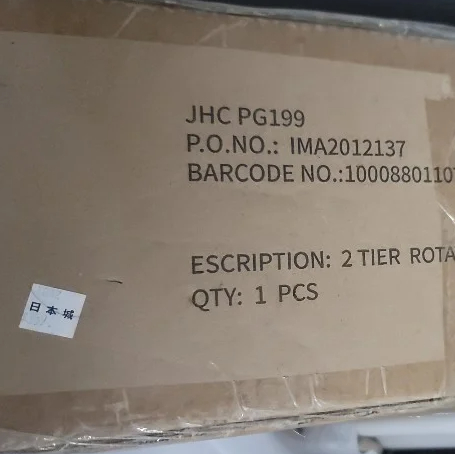 JHC PG199
P.O.NO.: IMA2012137
BARCODE NO.:1000880110
ESCRIPTION: 2 TIER ROTA
QTY: 1 PCS
日本城